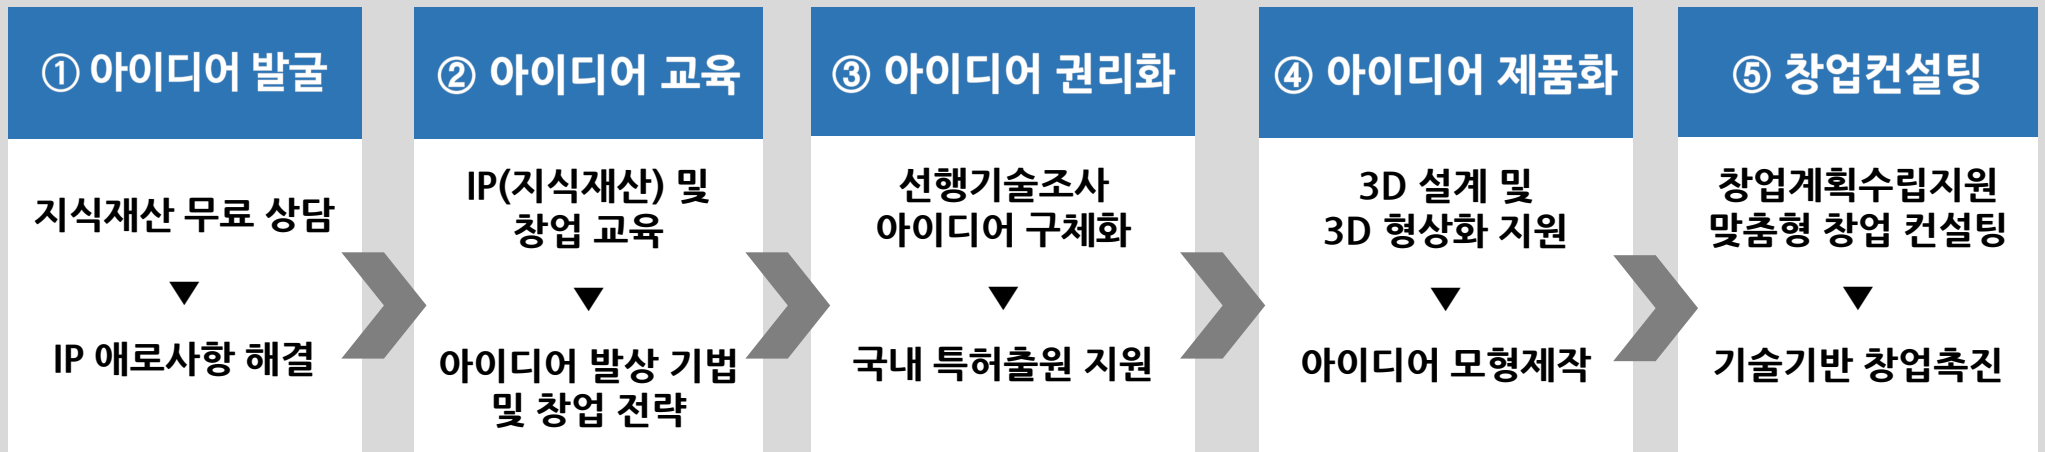 ① 아이디어 발굴
지식재산 무료 상담
▼
IP 애로사항 해결
② 아이디어 교육
IP(지식재산) 및
창업 교육
▼
아이디어 발상 기법
및 창업 전략
③ 아이디어 권리화
선행기술조사
아이디어 구체화
▼
국내 특허출원 지원
④ 아이디어 제품화
3D 설계 및
3D 형상화 지원
▼
아이디어 모형제작
⑤ 창업컨설팅
창업계획수립지원
맞춤형 창업 컨설팅
▼
기술기반 창업촉진